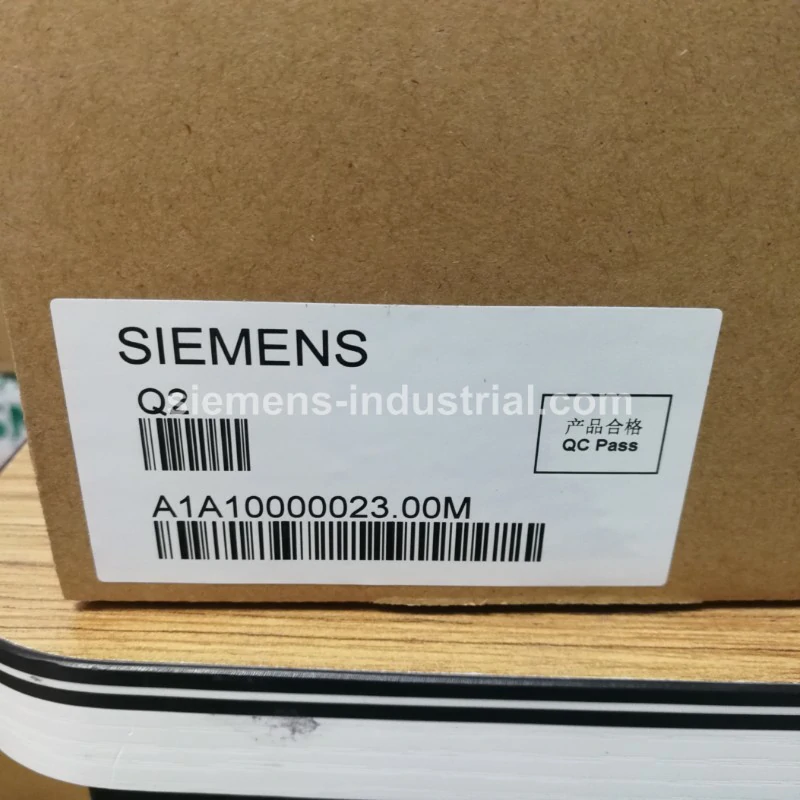 SIEMENS
Q2
siemens-industrial.com
产品合格
QC Pass
A1A10000023.00M